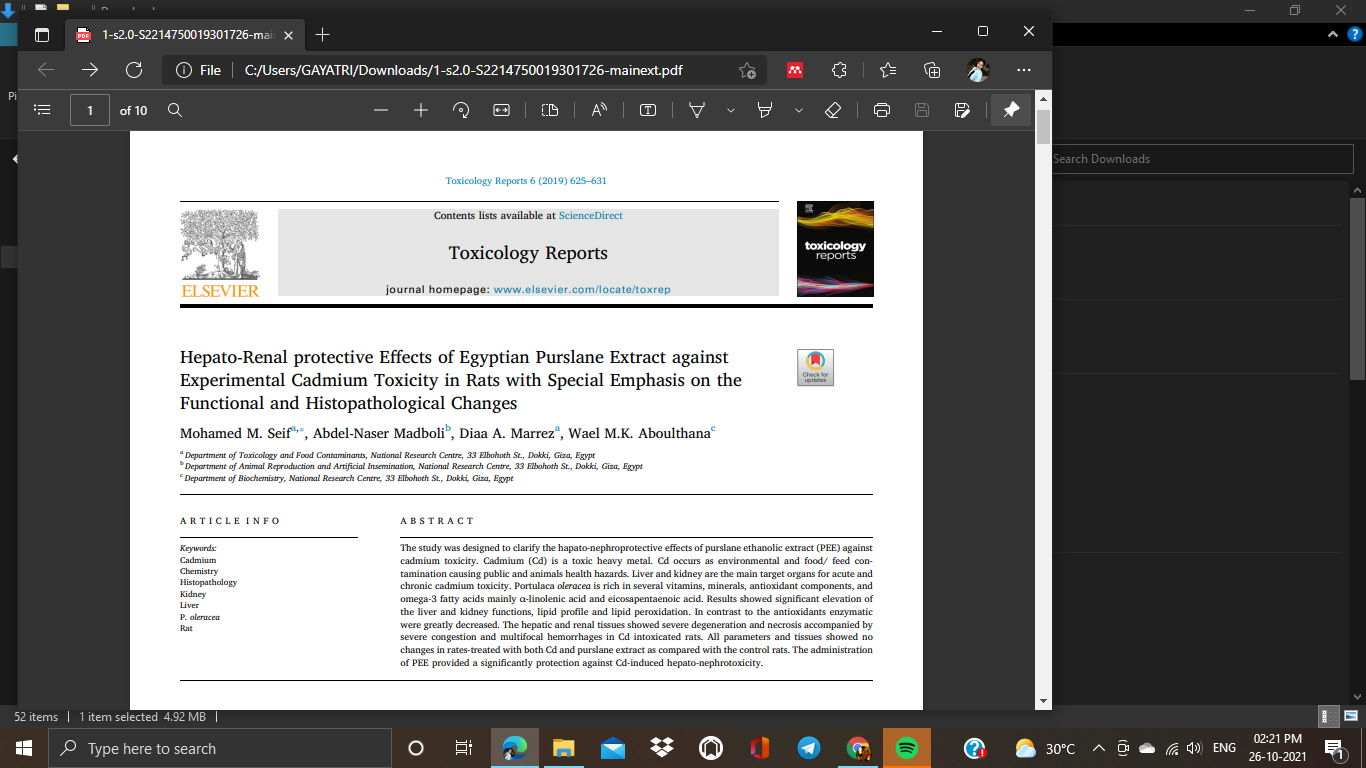 1-s2.0-S2214750019301726-mai
File
C:/Users/GAYATRI/Downloads/1-s2.0-S2214750019301726-mainext.pdf
1
of 10
Pi
Search Downloads
Toxicology Reports 6 (2019) 625–631
Contents lists available at ScienceDirect
Toxicology Reports
journal homepage: www.elsevier.com/locate/toxrep
ELSEVIER
toxicology
reports
Hepato-Renal protective Effects of Egyptian Purslane Extract against
Experimental Cadmium Toxicity in Rats with Special Emphasis on the
Functional and Histopathological Changes
Check for
updates
Mohamed M. Seif a,*, Abdel-Naser Madboli b, Diaa A. Marrez a, Wael M.K. Aboulthana c
a Department of Toxicology and Food Contaminants, National Research Centre, 33 Elbohoth St., Dokki, Giza, Egypt
b Department of Animal Reproduction and Artificial Insemination, National Research Centre, 33 Elbohoth St., Dokki, Giza, Egypt
c Department of Biochemistry, National Research Centre, 33 Elbohoth St., Dokki, Giza, Egypt
ARTICLE INFO
Keywords:
Cadmium
Chemistry
Histopathology
Kidney
Liver
P. oleracea
Rat
ABSTRACT
The study was designed to clarify the hapato-nephroprotective effects of purslane ethanolic extract (PEE) against
cadmium toxicity. Cadmium (Cd) is a toxic heavy metal. Cd occurs as environmental and food/ feed con-
tamination causing public and animals health hazards. Liver and kidney are the main target organs for acute and
chronic cadmium toxicity. Portulaca oleracea is rich in several vitamins, minerals, antioxidant components, and
omega-3 fatty acids mainly α-linolenic acid and eicosapentaenoic acid. Results showed significant elevation of
the liver and kidney functions, lipid profile and lipid peroxidation. In contrast to the antioxidants enzymatic
were greatly decreased. The hepatic and renal tissues showed severe degeneration and necrosis accompanied by
severe congestion and multifocal hemorrhages in Cd intoxicated rats. All parameters and tissues showed no
changes in rates-treated with both Cd and purslane extract as compared with the control rats. The administration
of PEE provided a significantly protection against Cd-induced hepato-nephrotoxicity.
52 items
1 item selected 4.92 MB
Type here to search
30°C
ENG
02:21 PM
26-10-2021
1